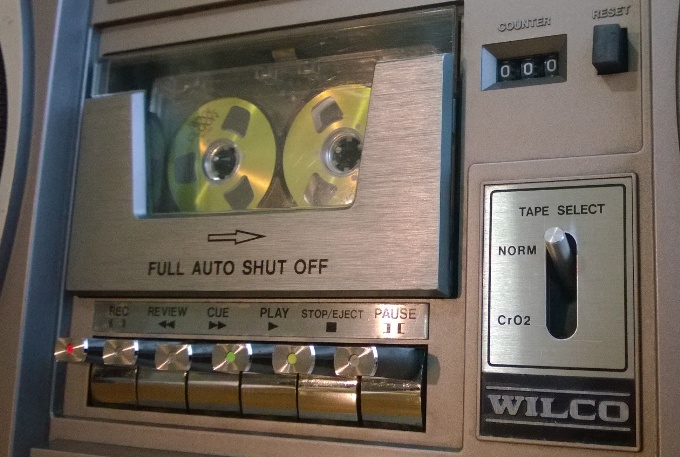 COUNTER
RESET
000
TAPE SELECT
NORM
CrO2
WILCO
FULL AUTO SHUT OFF
REC REVIEW CUE PLAY STOP/EJECT PAUSE